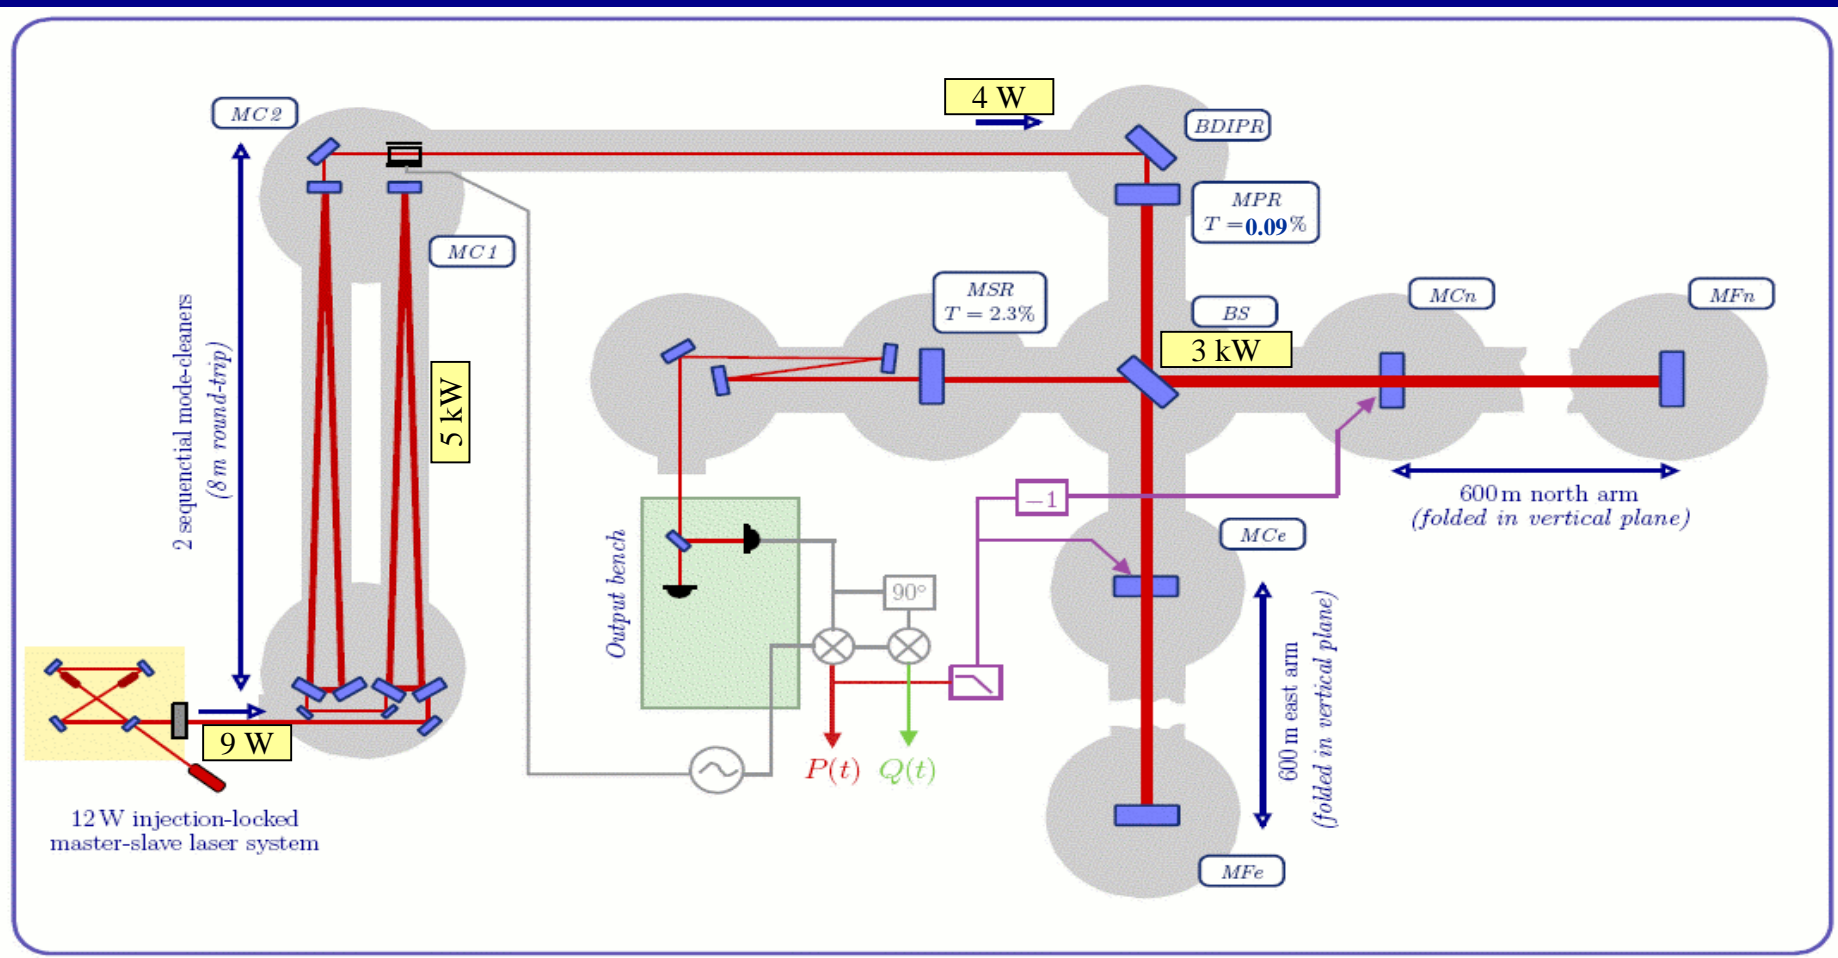 4 W
MC2
BDIPR
MPR
T =0.09%
MC1
MSR
T = 2.3%
BS
MCn
MFn
3 kW
2 sequenctial mode-cleaners
(8 m round-trip)
5 kW
600 m north arm
(folded in vertical plane)
−1
MCe
Output bench
90°
600 m east arm
(folded in vertical plane)
9 W
P(t)
Q(t)
12 W injection-locked
master-slave laser system
MFe